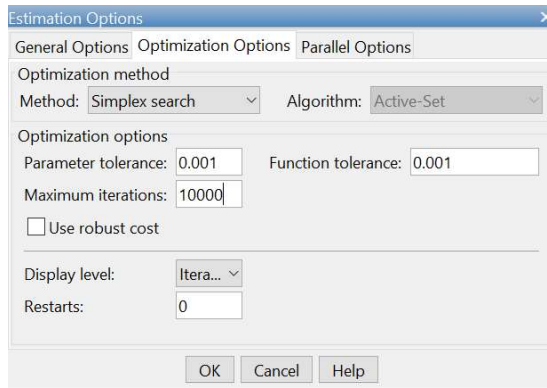 Estimation Options
General Options Optimization Options Parallel Options
Optimization method
Method: Simplex search Algorithm: Active-Set
Optimization options
Parameter tolerance: 0.001 Function tolerance: 0.001
Maximum iterations: 10000
Use robust cost
Display level: Itera...
Restarts: 0
OK Cancel Help